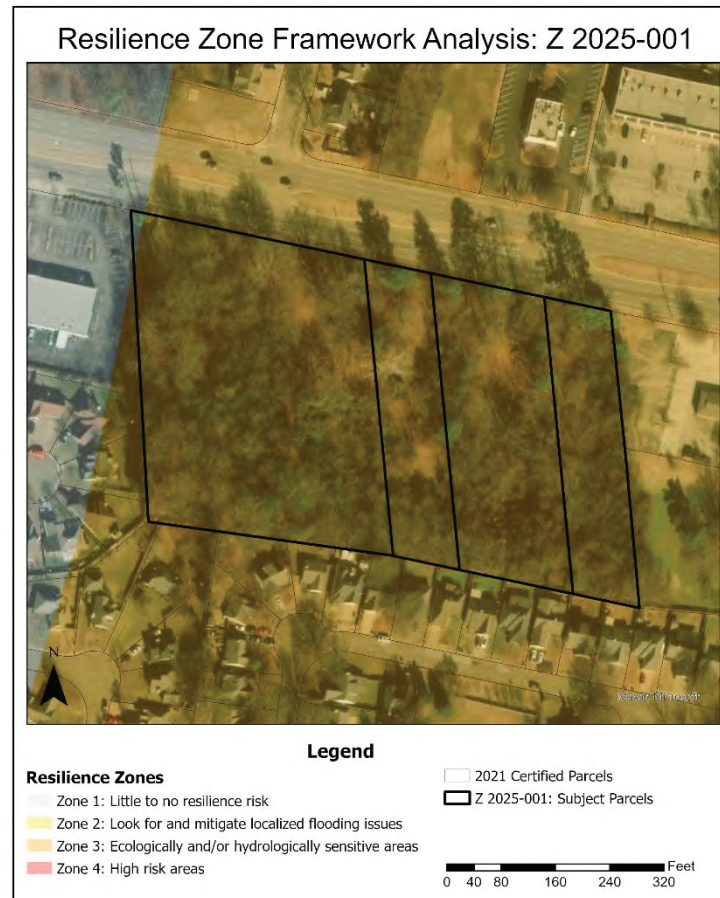 Resilience Zone Framework Analysis: Z 2025-001
N
Legend
Resilience Zones
Zone 1: Little to no resilience risk
Zone 2: Look for and mitigate localized flooding issues
Zone 3: Ecologically and/or hydrologically sensitive areas
Zone 4: High risk areas
2021 Certified Parcels
Z 2025-001: Subject Parcels
Feet
0 40 80 160 240 320